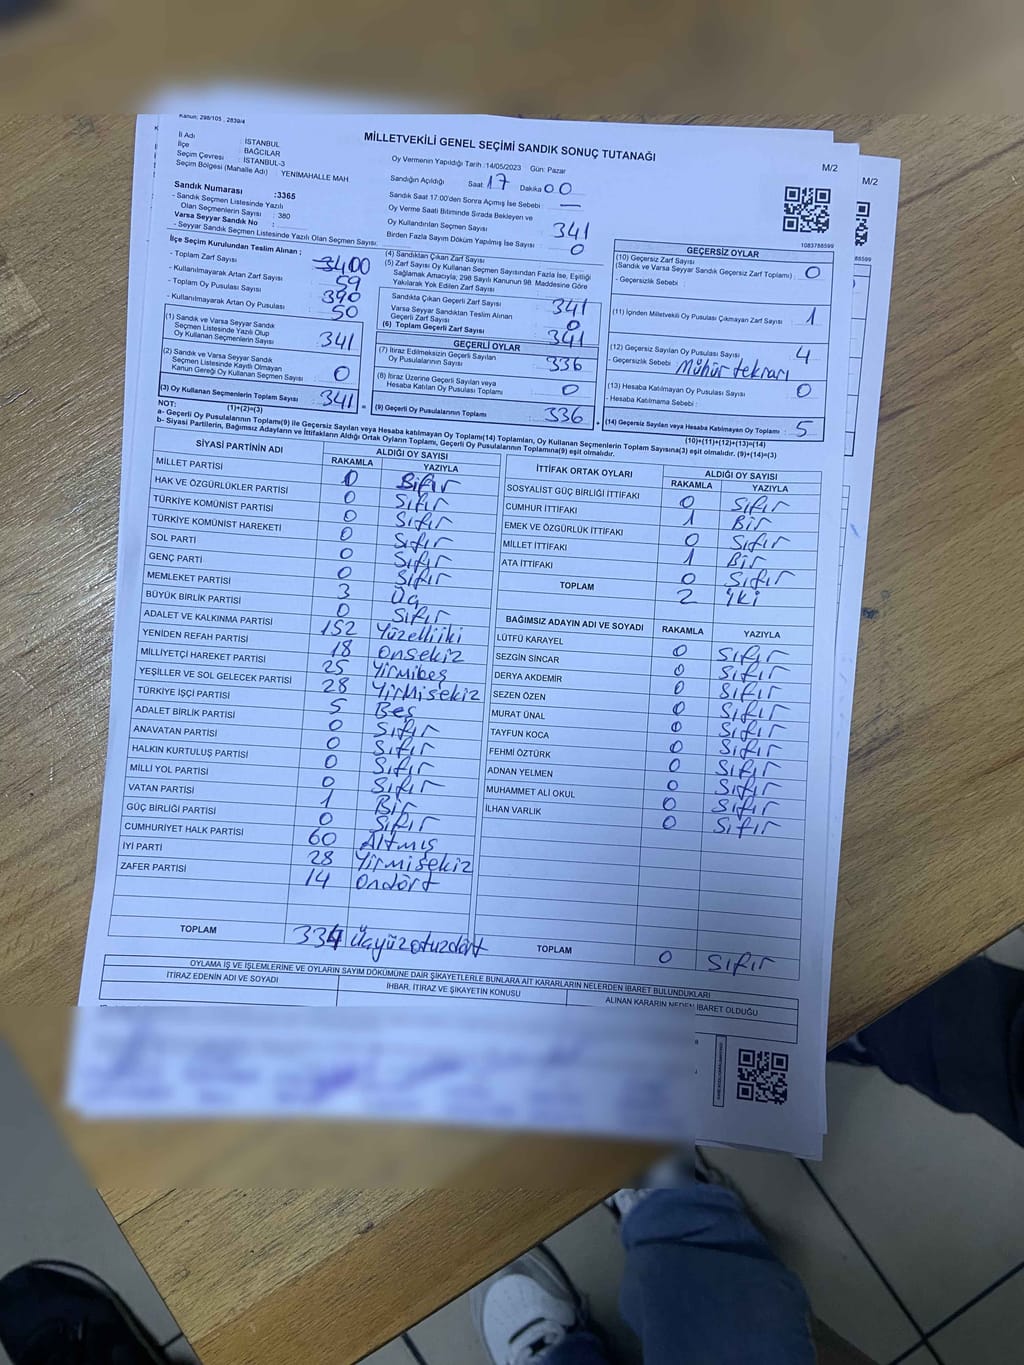 Kanun; 298/105 , 2839/4
MİLLETVEKİLİ GENEL SEÇİMİ SANDIK SONUÇ TUTANAĞI
M/2
M/2
İl Adı : İSTANBUL
İlçe : BAĞCILAR
Seçim Çevresi : İSTANBUL-3
Seçim Bölgesi (Mahalle Adı) : YENİMAHALLE MAH
Oy Vermenin Yapıldığı Tarih :14/05/2023 Gün: Pazar
Sandığın Açıldığı Saat 17 Dakika 00
Sandık Saat 17:00'den Sonra Açılmış İse Sebebi : —
Oy Verme Saati Bitiminde Sırada Bekleyen ve
Oy Kullandırılan Seçmen Sayısı 341
Birden Fazla Sayım Döküm Yapılmış İse Sayısı 0
Sandık Numarası :3365
- Sandık Seçmen Listesinde Yazılı
Olan Seçmenlerin Sayısı : 380
Varsa Seyyar Sandık No :
- Seyyar Sandık Seçmen Listesinde Yazılı Olan Seçmen Sayısı:
İlçe Seçim Kurulundan Teslim Alınan ;
- Toplam Zarf Sayısı 3400
- Kullanılmayarak Artan Zarf Sayısı 59
- Toplam Oy Pusulası Sayısı 390
- Kullanılmayarak Artan Oy Pusulası 50
(1) Sandık ve Varsa Seyyar Sandık
Seçmen Listesinde Yazılı Olup
Oy Kullanan Seçmenlerin Sayısı 341
(2) Sandık ve Varsa Seyyar Sandık
Seçmen Listesinde Kayıtlı Olmayan
Kanun Gereği Oy Kullanan Seçmen Sayısı 0
(3) Oy Kullanan Seçmenlerin Toplam Sayısı 341 =
(1)+(2)=(3)
(4) Sandıktan Çıkan Zarf Sayısı
(5) Zarf Sayısı Oy Kullanan Seçmen Sayısından Fazla İse, Eşitliği
Sağlamak Amacıyla; 298 Sayılı Kanunun 98. Maddesine Göre
Yakılarak Yok Edilen Zarf Sayısı
Sandıkta Çıkan Geçerli Zarf Sayısı 341
Varsa Seyyar Sandıktan Teslim Alınan
Geçerli Zarf Sayısı 0
(6) Toplam Geçerli Zarf Sayısı 341
GEÇERLİ OYLAR
(7) İtiraz Edilmeksizin Geçerli Sayılan
Oy Pusulalarının Sayısı 336
(8) İtiraz Üzerine Geçerli Sayılan veya
Hesaba Katılan Oy Pusulası Toplamı 0
(9) Geçerli Oy Pusulalarının Toplamı 336 +
1083788599
88599
GEÇERSİZ OYLAR
(10) Geçersiz Zarf Sayısı
(Sandık ve Varsa Seyyar Sandık Geçersiz Zarf Toplamı) : 0
- Geçersizlik Sebebi :
(11) İçinden Milletvekili Oy Pusulası Çıkmayan Zarf Sayısı 1
(12) Geçersiz Sayılan Oy Pusulası Sayısı 4
- Geçersizlik Sebebi : Mühür tekrarı
(13) Hesaba Katılmayan Oy Pusulası Sayısı 0
- Hesaba Katılmama Sebebi :
(14) Geçersiz Sayılan veya Hesaba Katılmayan Oy Toplamı : 5
(10)+(11)+(12)+(13)=(14)
NOT:
a- Geçerli Oy Pusulalarının Toplamı(9) ile Geçersiz Sayılan veya Hesaba katılmayan Oy Toplamı(14) Toplamları, Oy Kullanan Seçmenlerin Toplam Sayısına(3) eşit olmalıdır. (9)+(14)=(3)
b- Siyasi Partilerin, Bağımsız Adayların ve İttifakların Aldığı Ortak Oyların Toplamı, Geçerli Oy Pusulalarının Toplamına(9) eşit olmalıdır.
SİYASİ PARTİNİN ADI ALDIĞI OY SAYISI
RAKAMLA YAZIYLA
MİLLET PARTİSİ 0 Sıfır
HAK VE ÖZGÜRLÜKLER PARTİSİ 0 Sıfır
TÜRKİYE KOMÜNİST PARTİSİ 0 Sıfır
TÜRKİYE KOMÜNİST HAREKETİ 0 Sıfır
SOL PARTİ 0 Sıfır
GENÇ PARTİ 0 Sıfır
MEMLEKET PARTİSİ 3 Üç
BÜYÜK BİRLİK PARTİSİ 0 Sıfır
ADALET VE KALKINMA PARTİSİ 152 Yüzelliiki
YENİDEN REFAH PARTİSİ 18 Onsekiz
MİLLİYETÇİ HAREKET PARTİSİ 25 Yirmibeş
YEŞİLLER VE SOL GELECEK PARTİSİ 28 Yirmisekiz
TÜRKİYE İŞÇİ PARTİSİ 5 Beş
ADALET BİRLİK PARTİSİ 0 Sıfır
ANAVATAN PARTİSİ 0 Sıfır
HALKIN KURTULUŞ PARTİSİ 0 Sıfır
MİLLİ YOL PARTİSİ 0 Sıfır
VATAN PARTİSİ 1 Bir
GÜÇ BİRLİĞİ PARTİSİ 0 Sıfır
CUMHURİYET HALK PARTİSİ 60 Altmış
İYİ PARTİ 28 Yirmisekiz
ZAFER PARTİSİ 14 Ondört
TOPLAM 334 Üçyüzotuzdört
İTTİFAK ORTAK OYLARI ALDIĞI OY SAYISI
RAKAMLA YAZIYLA
SOSYALİST GÜÇ BİRLİĞİ İTTİFAKI 0 Sıfır
CUMHUR İTTİFAKI 1 Bir
EMEK VE ÖZGÜRLÜK İTTİFAKI 0 Sıfır
MİLLET İTTİFAKI 1 Bir
ATA İTTİFAKI 0 Sıfır
TOPLAM 2 İki
BAĞIMSIZ ADAYIN ADI VE SOYADI RAKAMLA YAZIYLA
LÜTFÜ KARAYEL 0 Sıfır
SEZGİN SİNCAR 0 Sıfır
DERYA AKDEMİR 0 Sıfır
SEZEN ÖZEN 0 Sıfır
MURAT ÜNAL 0 Sıfır
TAYFUN KOCA 0 Sıfır
FEHMİ ÖZTÜRK 0 Sıfır
ADNAN YELMEN 0 Sıfır
MUHAMMET ALİ OKUL 0 Sıfır
İLHAN VARLIK 0 Sıfır
TOPLAM 0 Sıfır
OYLAMA İŞ VE İŞLEMLERİNE VE OYLARIN SAYIM DÖKÜMÜNE DAİR ŞİKAYETLERLE BUNLARA AİT KARARLARIN NELERDEN İBARET BULUNDUKLARI
İTİRAZ EDENİN ADI VE SOYADI
İHBAR, İTİRAZ VE ŞİKAYETİN KONUSU
ALINAN KARARIN NEDEN İBARET OLDUĞU